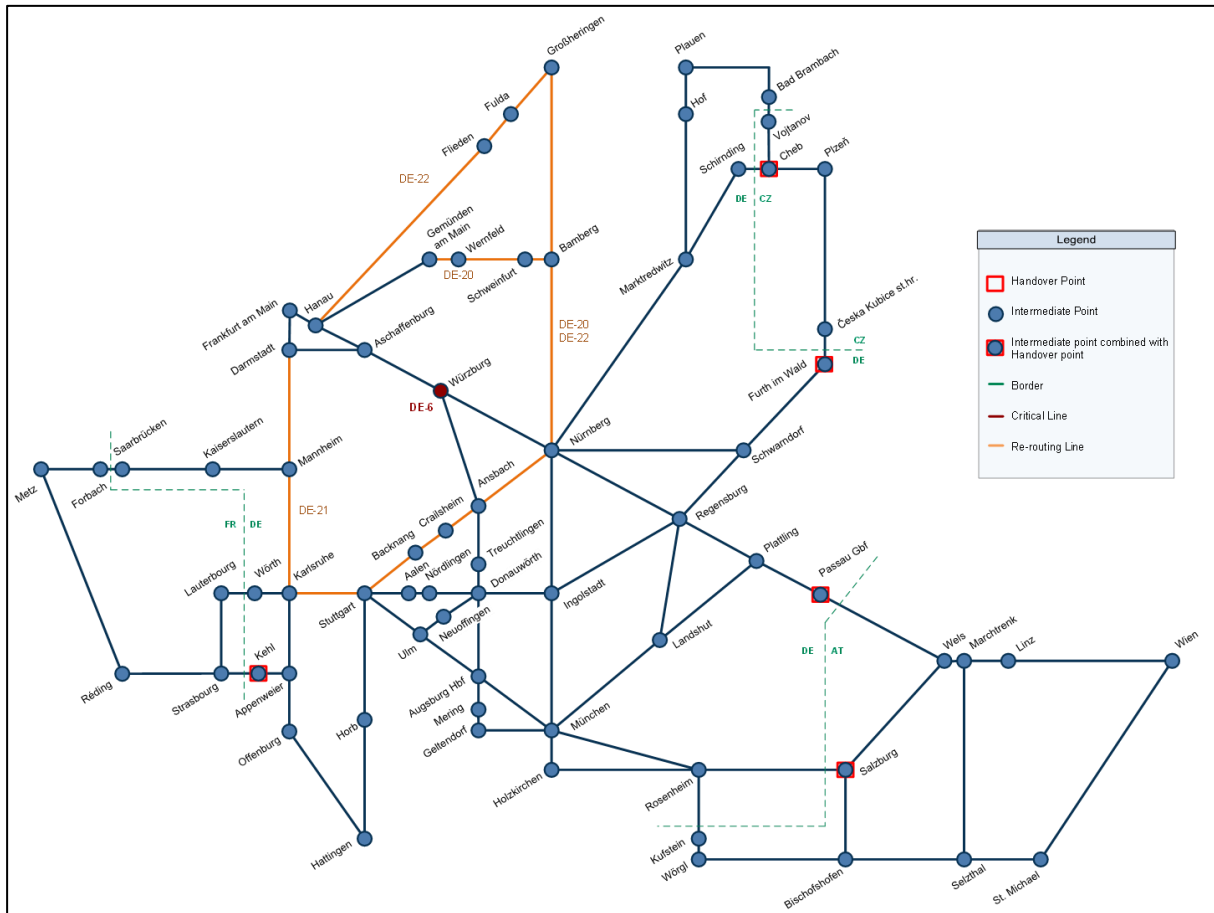 Großheringen
Plauen
Bad Brambach
Fulda
Hof
Vojtanov
Flieden
Schirnding
Cheb
Plzeň
DE-22
DE
CZ
Gemünden
am Main
Wernfeld
Bamberg
DE-20
Schweinfurt
Marktredwitz
Legend
Handover Point
Intermediate Point
Intermediate point combined with
Handover point
Border
Critical Line
Re-routing Line
Frankfurt am Main
Hanau
Aschaffenburg
DE-20
DE-22
Česka Kubice st.hr.
CZ
DE
Darmstadt
Furth im Wald
Würzburg
DE-6
Saarbrücken
Kaiserslautern
Mannheim
Nürnberg
Schwarndorf
Metz
Forbach
Ansbach
Crailsheim
Backnang
FR
DE
DE-21
Regensburg
Plattling
Treuchtlingen
Passau Gbf
Lauterbourg
Wörth
Karlsruhe
Stuttgart
Aalen
Nördlingen
Donauwörth
Ingolstadt
Neuoffingen
Ulm
Landshut
DE
AT
Wels
Marchtrenk
Linz
Wien
Réding
Strasbourg
Kehl
Appenweier
Augsburg Hbf
Mering
Geltendorf
München
Offenburg
Horb
Holzkirchen
Rosenheim
Salzburg
Hattingen
Kufstein
Wörgl
Bischofshofen
Selzthal
St. Michael